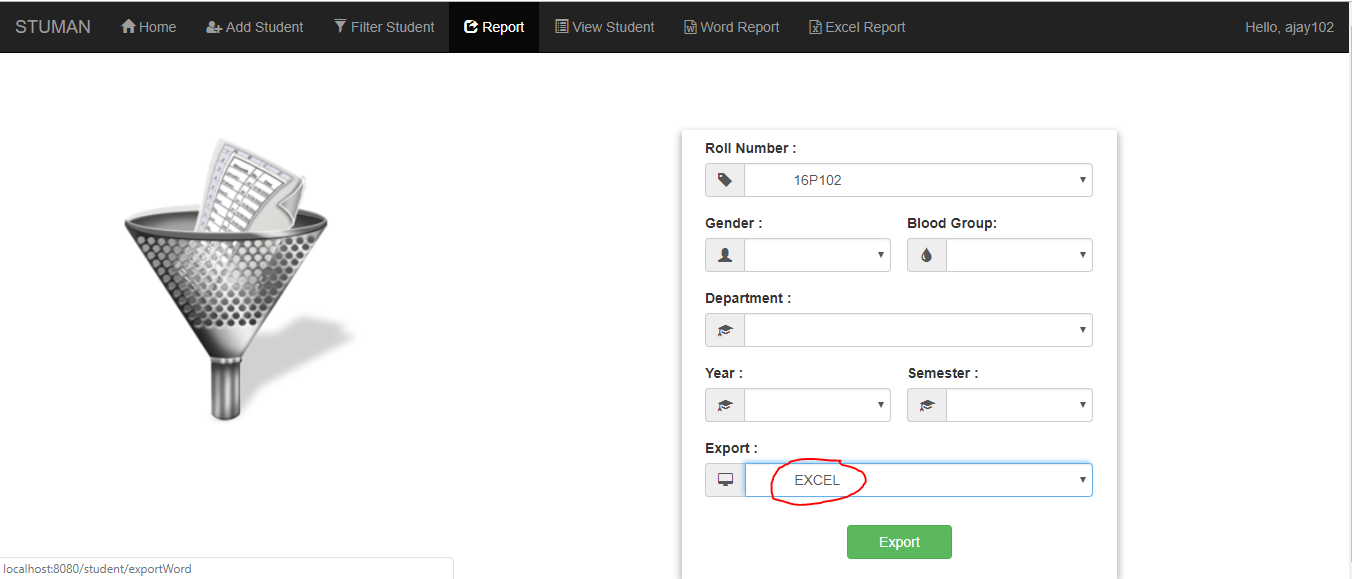 STUMAN Home Add Student Filter Student Report View Student Word Report Excel Report Hello, ajay102
Roll Number :
16P102
Gender : Blood Group:
Department :
Year : Semester :
Export :
EXCEL
Export
localhost:8080/student/exportWord